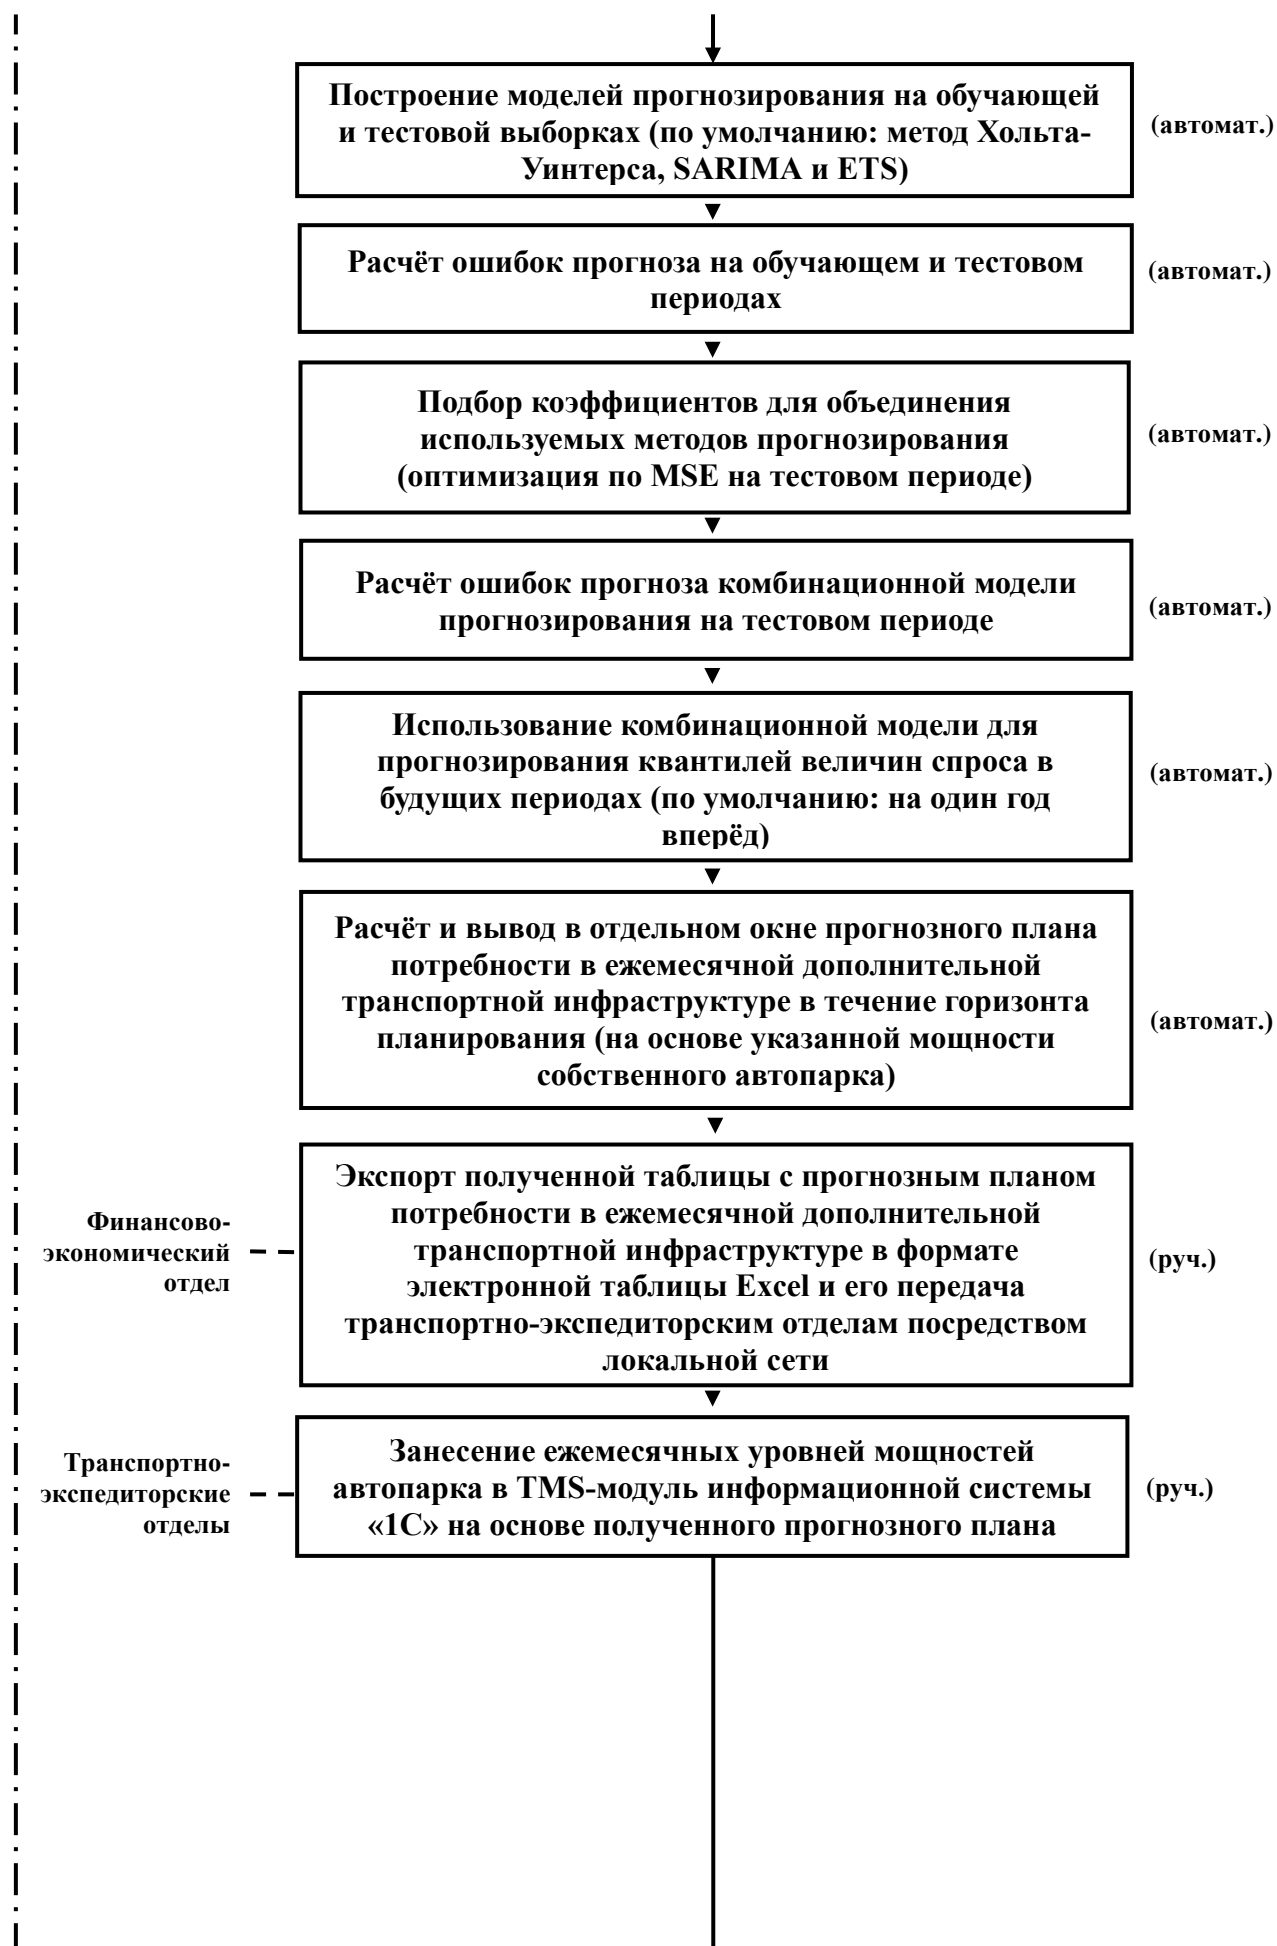 Построение моделей прогнозирования на обучающей
и тестовой выборках (по умолчанию: метод Хольта-
Уинтерса, SARIMA и ETS)
(автомат.)
Расчёт ошибок прогноза на обучающем и тестовом
периодах
(автомат.)
Подбор коэффициентов для объединения
используемых методов прогнозирования
(оптимизация по MSE на тестовом периоде)
(автомат.)
Расчёт ошибок прогноза комбинационной модели
прогнозирования на тестовом периоде
(автомат.)
Использование комбинационной модели для
прогнозирования квантилей величин спроса в
будущих периодах (по умолчанию: на один год
вперёд)
(автомат.)
Расчёт и вывод в отдельном окне прогнозного плана
потребности в ежемесячной дополнительной
транспортной инфраструктуре в течение горизонта
планирования (на основе указанной мощности
собственного автопарка)
(автомат.)
Финансово-
экономический
отдел
Экспорт полученной таблицы с прогнозным планом
потребности в ежемесячной дополнительной
транспортной инфраструктуре в формате
электронной таблицы Excel и его передача
транспортно-экспедиторским отделам посредством
локальной сети
(руч.)
Транспортно-
экспедиторские
отделы
Занесение ежемесячных уровней мощностей
автопарка в TMS-модуль информационной системы
«1С» на основе полученного прогнозного плана
(руч.)